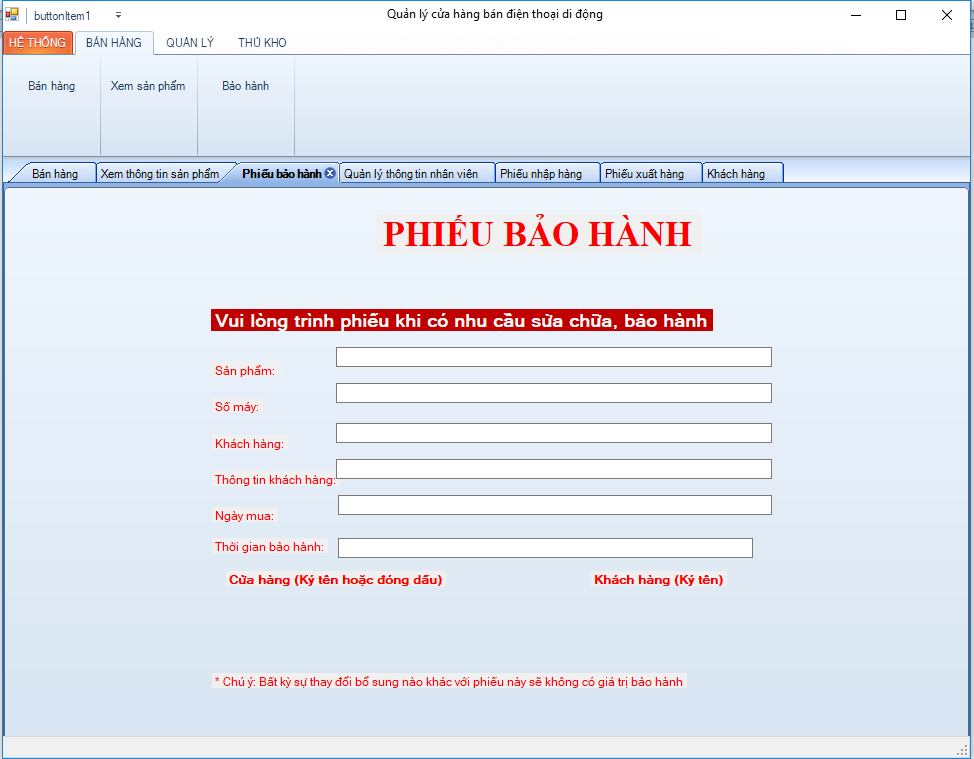 buttonItem1
Quản lý cửa hàng bán điện thoại di động
HỆ THỐNG BÁN HÀNG QUẢN LÝ THỦ KHO
Bán hàng Xem sản phẩm Bảo hành
Bán hàng Xem thông tin sản phẩm Phiếu bảo hành Quản lý thông tin nhân viên Phiếu nhập hàng Phiếu xuất hàng Khách hàng
PHIẾU BẢO HÀNH
Vui lòng trình phiếu khi có nhu cầu sửa chữa, bảo hành
Sản phẩm:
Số máy:
Khách hàng:
Thông tin khách hàng:
Ngày mua:
Thời gian bảo hành:
Cửa hàng (Ký tên hoặc đóng dấu) Khách hàng (Ký tên)
* Chú ý: Bất kỳ sự thay đổi bổ sung nào khác với phiếu này sẽ không có giá trị bảo hành